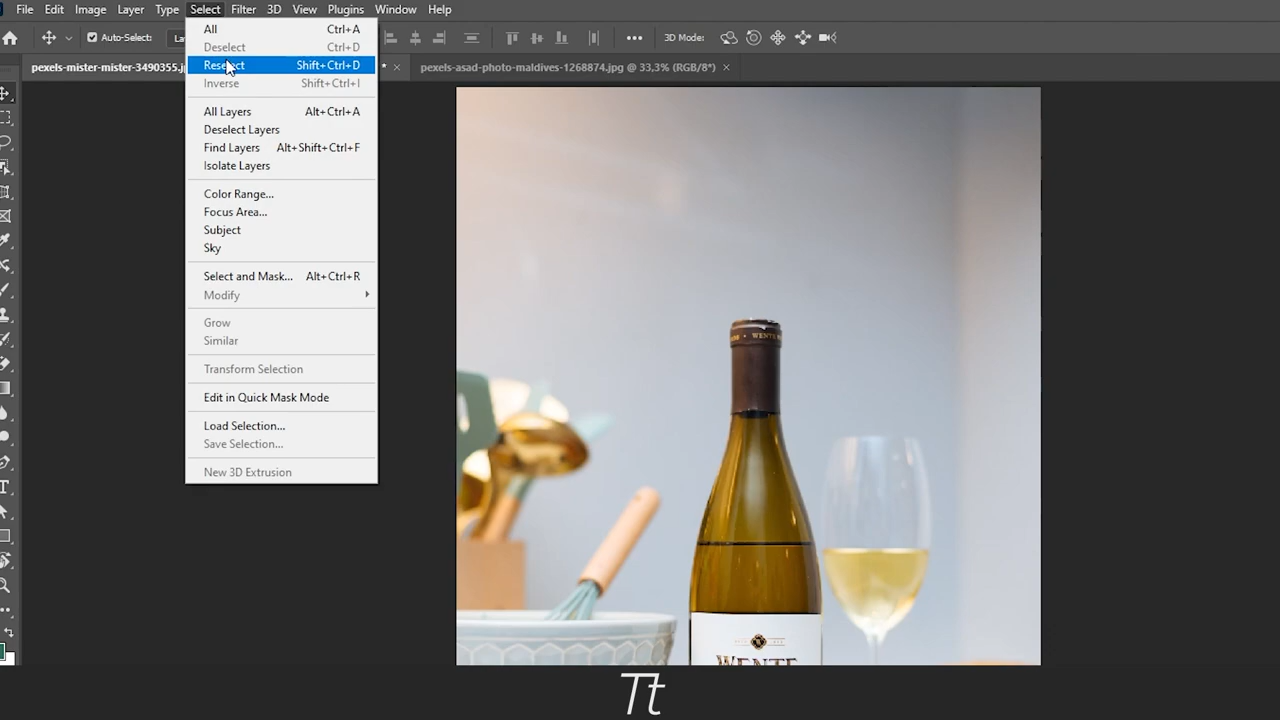 File Edit Image Layer Type Select Filter 3D View Plugins Window Help
Auto-Select: 3D Mode:
pexels-mister-mister-3490355.j * × pexels-asad-photo-maldives-1268874.jpg @ 33,3% (RGB/8*) ×
All Ctrl+A
Deselect Ctrl+D
Reselect Shift+Ctrl+D
Inverse Shift+Ctrl+I
All Layers Alt+Ctrl+A
Deselect Layers
Find Layers Alt+Shift+Ctrl+F
Isolate Layers
Color Range...
Focus Area...
Subject
Sky
Select and Mask... Alt+Ctrl+R
Modify
Grow
Similar
Transform Selection
Edit in Quick Mask Mode
Load Selection...
Save Selection...
New 3D Extrusion
WENTE
WENTE
Tt